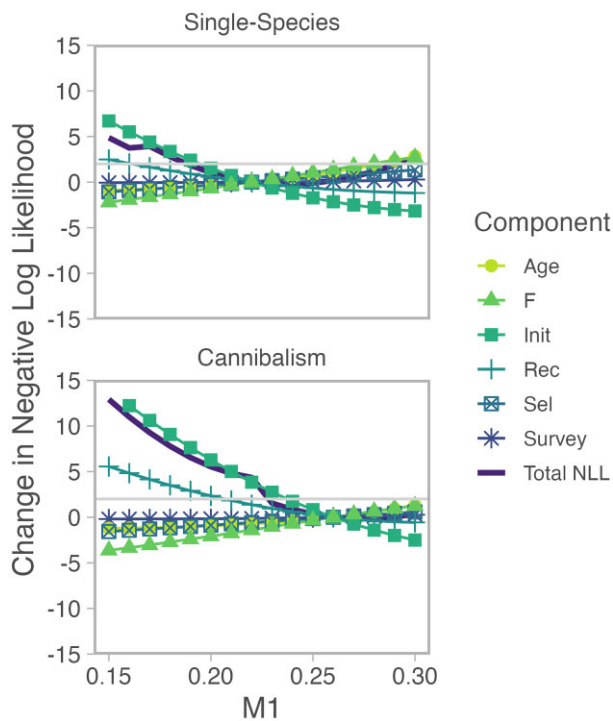 Single-Species
15
10
5
0
-5
-10
-15
Change in Negative Log Likelihood
Cannibalism
15
10
5
0
-5
-10
-15
0.15 0.20 0.25 0.30
M1
Component
Age
F
Init
Rec
Sel
Survey
Total NLL